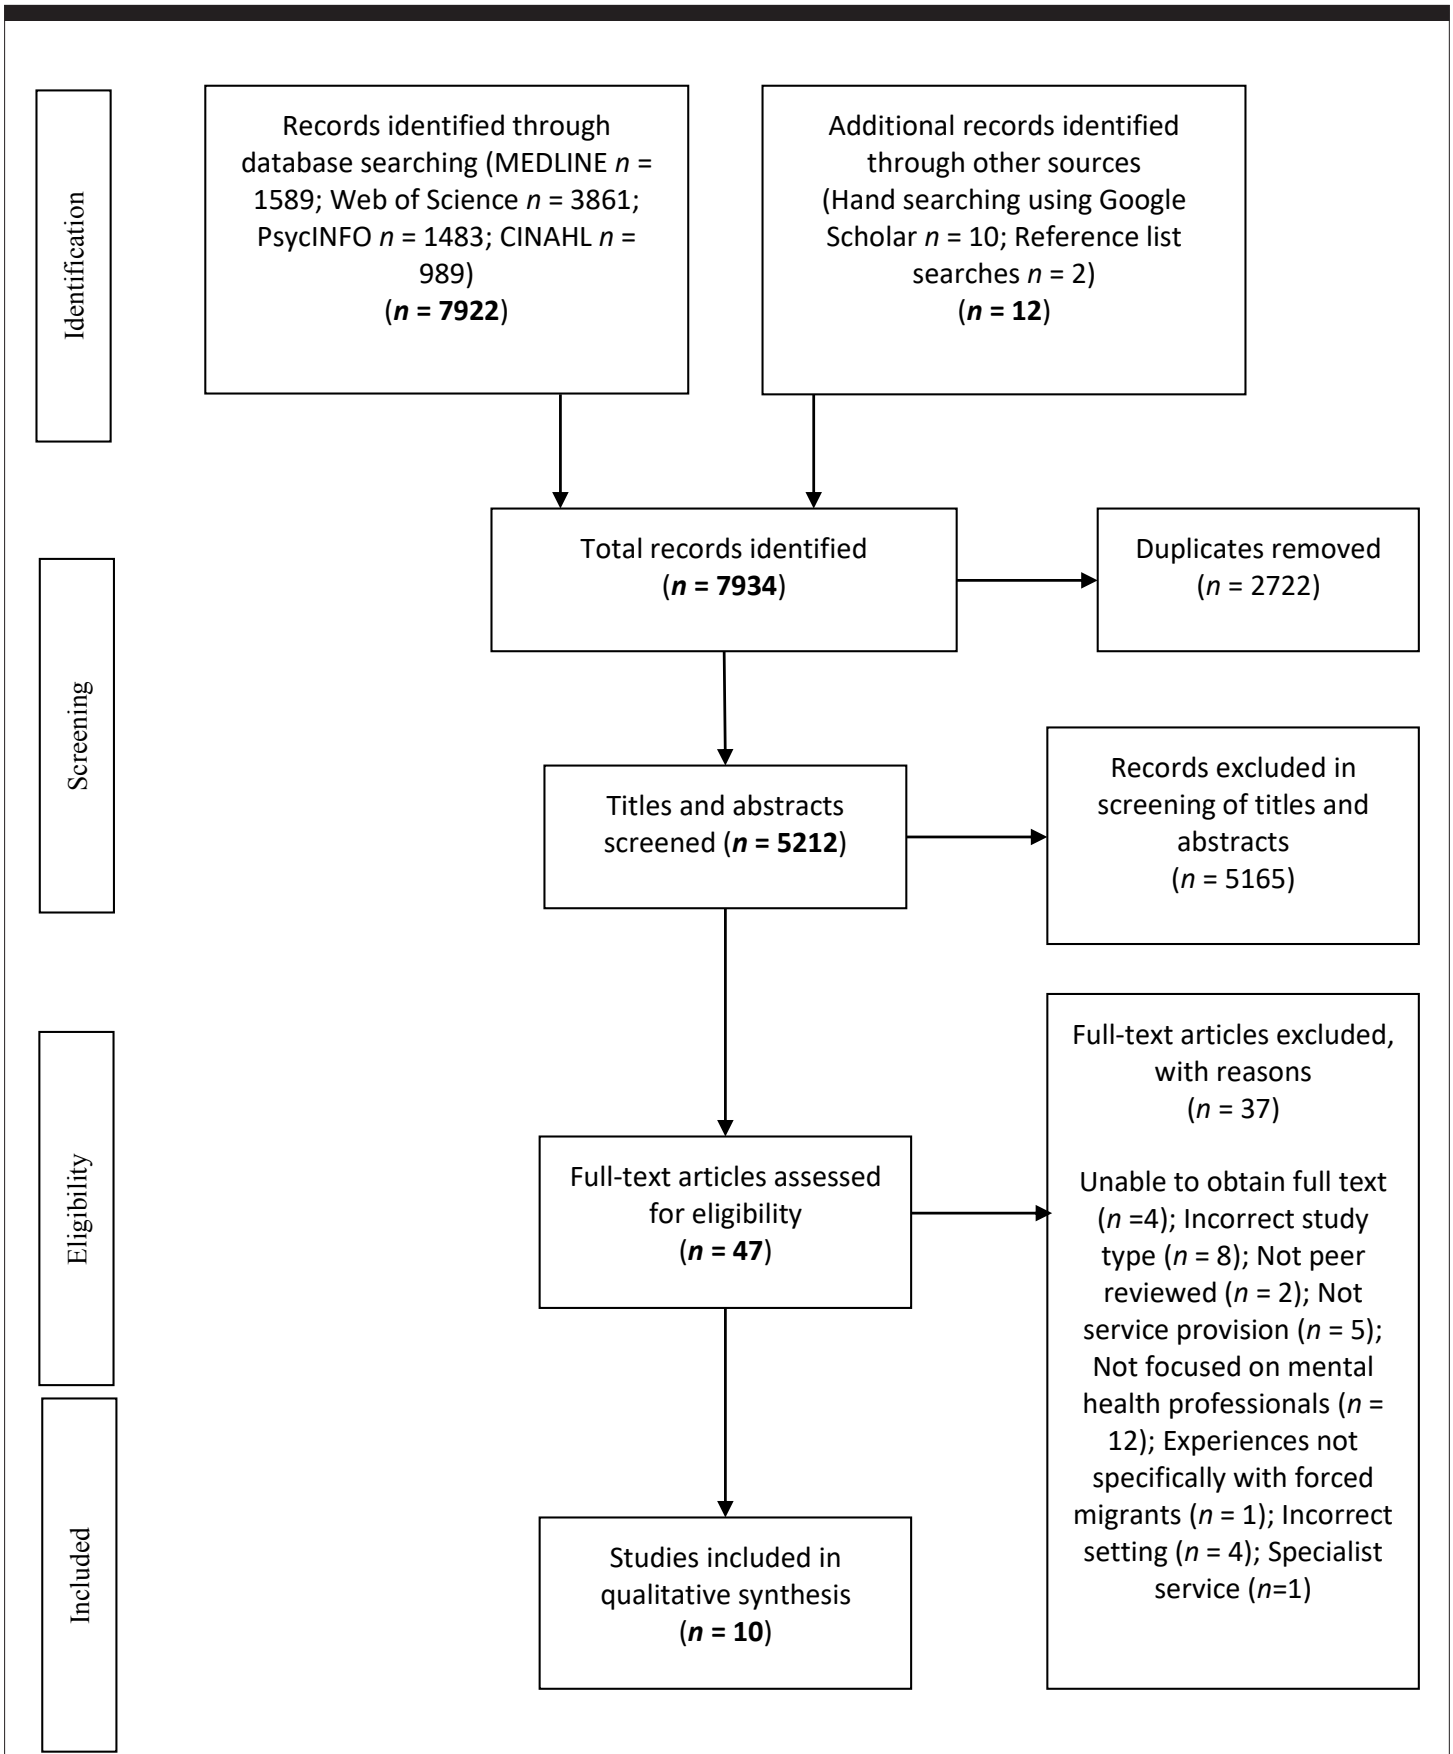 Identification
Records identified through
database searching (MEDLINE n =
1589; Web of Science n = 3861;
PsycINFO n = 1483; CINAHL n =
989)
(n = 7922)
Additional records identified
through other sources
(Hand searching using Google
Scholar n = 10; Reference list
searches n = 2)
(n = 12)
Screening
Total records identified
(n = 7934)
Duplicates removed
(n = 2722)
Titles and abstracts
screened (n = 5212)
Records excluded in
screening of titles and
abstracts
(n = 5165)
Eligibility
Full-text articles assessed
for eligibility
(n = 47)
Full-text articles excluded,
with reasons
(n = 37)
Unable to obtain full text
(n =4); Incorrect study
type (n = 8); Not peer
reviewed (n = 2); Not
service provision (n = 5);
Not focused on mental
health professionals (n =
12); Experiences not
specifically with forced
migrants (n = 1); Incorrect
setting (n = 4); Specialist
service (n=1)
Included
Studies included in
qualitative synthesis
(n = 10)